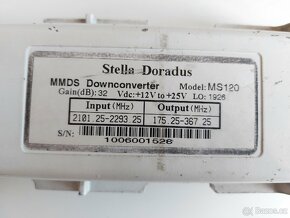 Stella Doradus
MMDS Downconverter Model: MS120
Gain(dB): 32 Vdc:+12V to +25V LO: 1926
Input(MHz) Output(MHz)
2101.25-2293.25 175.25-367.25
S/N: 1006001526